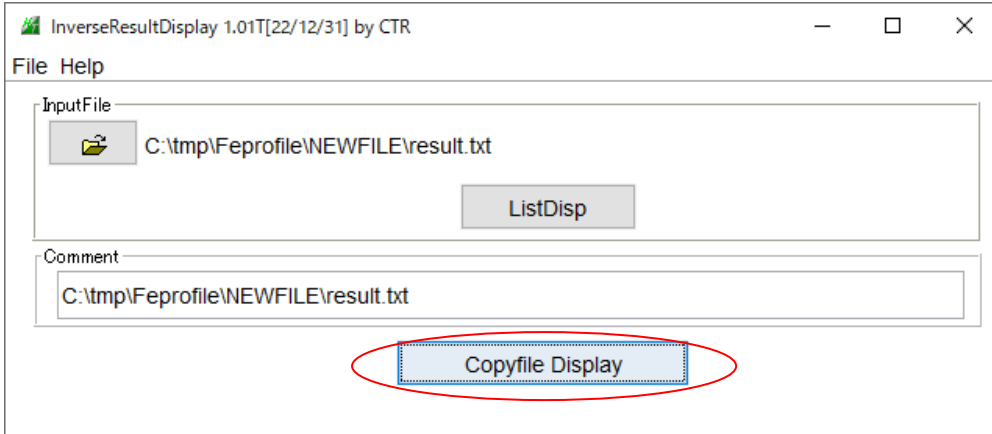 InverseResultDisplay 1.01T[22/12/31] by CTR
File Help
InputFile
C:\tmp\Feprofile\NEWFILE\result.txt
ListDisp
Comment
C:\tmp\Feprofile\NEWFILE\result.txt
Copyfile Display